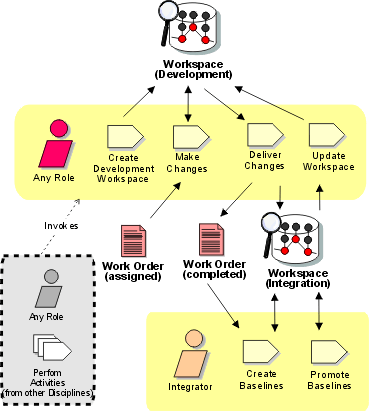 Workspace
(Development)
Any Role
Create
Development
Workspace
Make
Changes
Deliver
Changes
Update
Workspace
Invokes
Work Order
(assigned)
Work Order
(completed)
Workspace
(Integration)
Any Role
Perfom
Activities
(from other Disciplines)
Integrator
Create
Baselines
Promote
Baselines